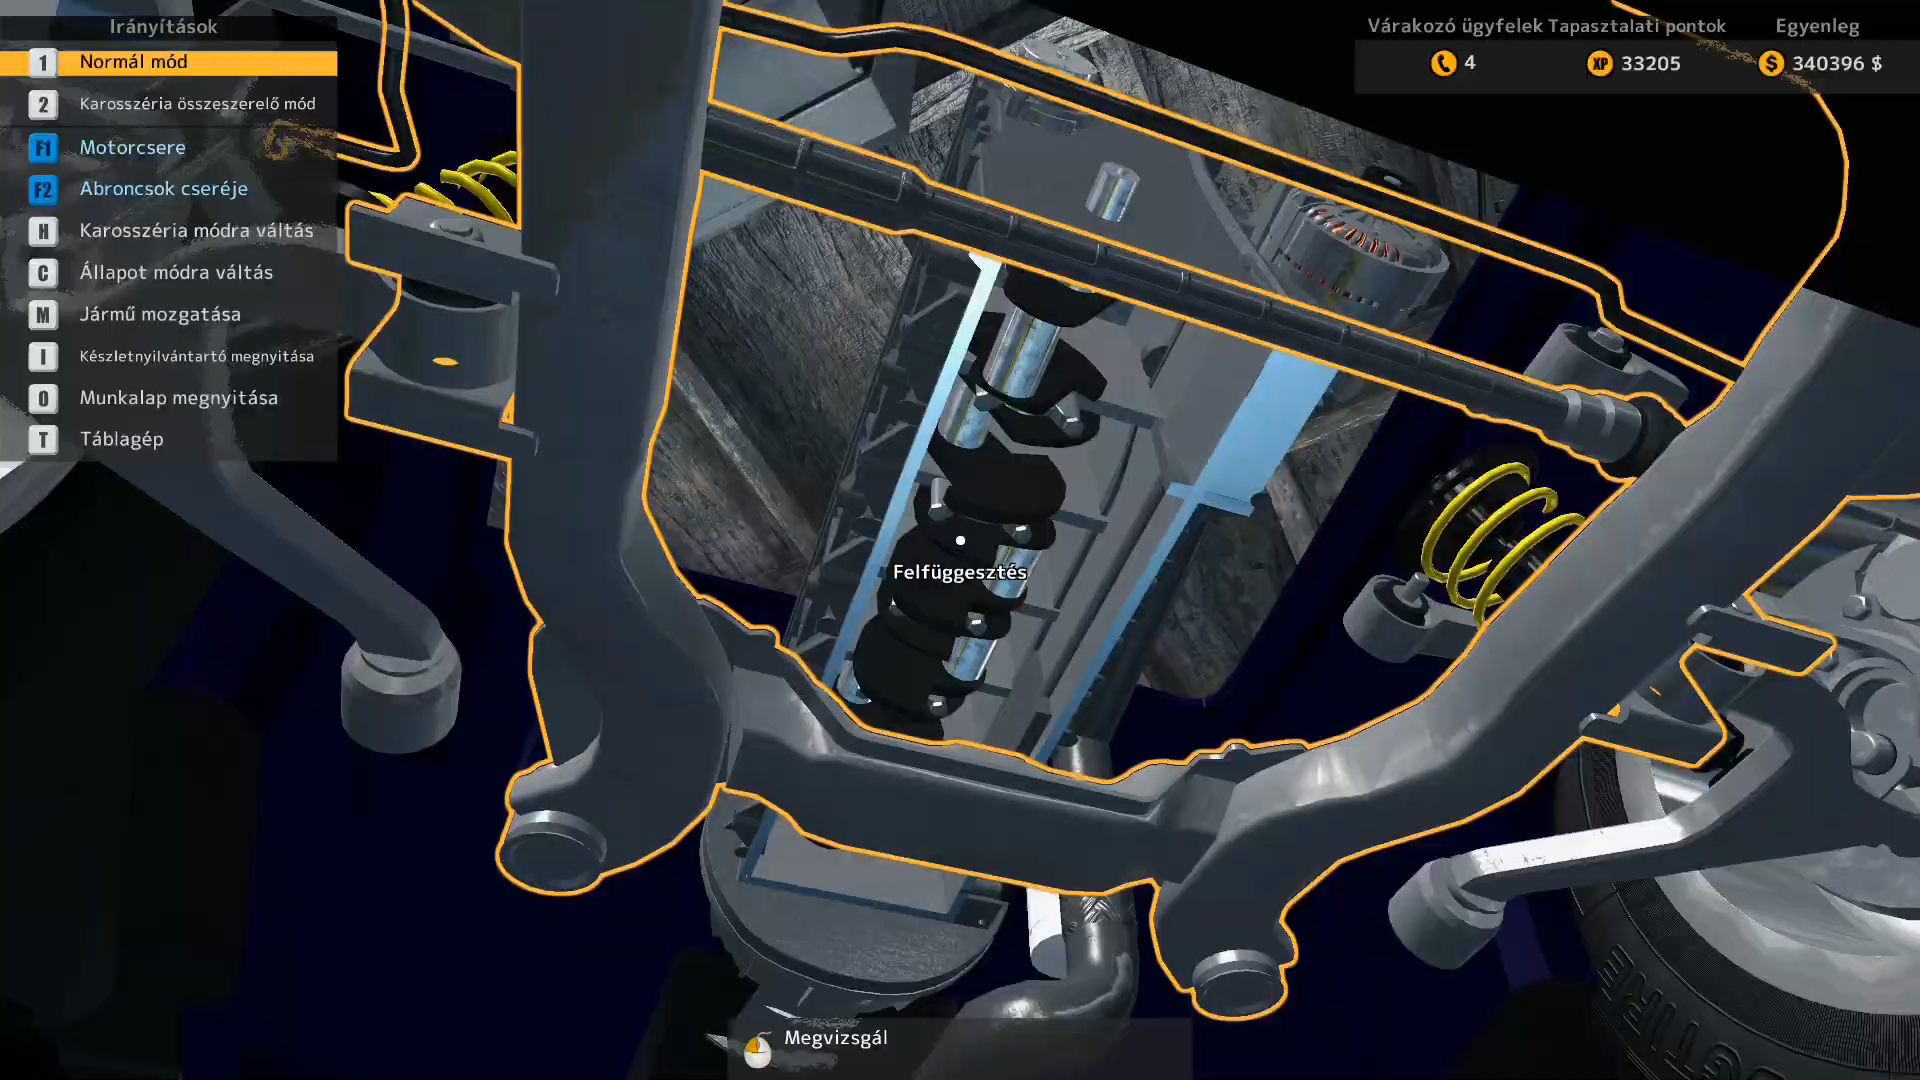 Irányítások
1 Normál mód
2 Karosszéria összeszerelő mód
F1 Motorcsere
F2 Abroncsok cseréje
H Karosszéria módra váltás
C Állapot módra váltás
M Jármű mozgatása
I Készletnyilvántartó megnyitása
O Munkalap megnyitása
T Táblagép
Várakozó ügyfelek Tapasztalati pontok Egyenleg
4 XP 33205 $ 340396 $
Felfüggesztés
Megvizsgál